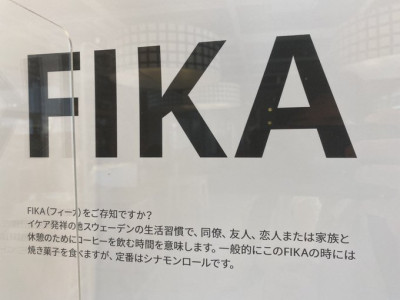 FIKA
FIKA(フィーカ)をご存知ですか？
イケア発祥の地スウェーデンの生活習慣で、同僚、友人、恋人または家族と
休憩のためにコーヒーを飲む時間を意味します。一般的にこのFIKAの時には
焼き菓子を食べますが、定番はシナモンロールです。